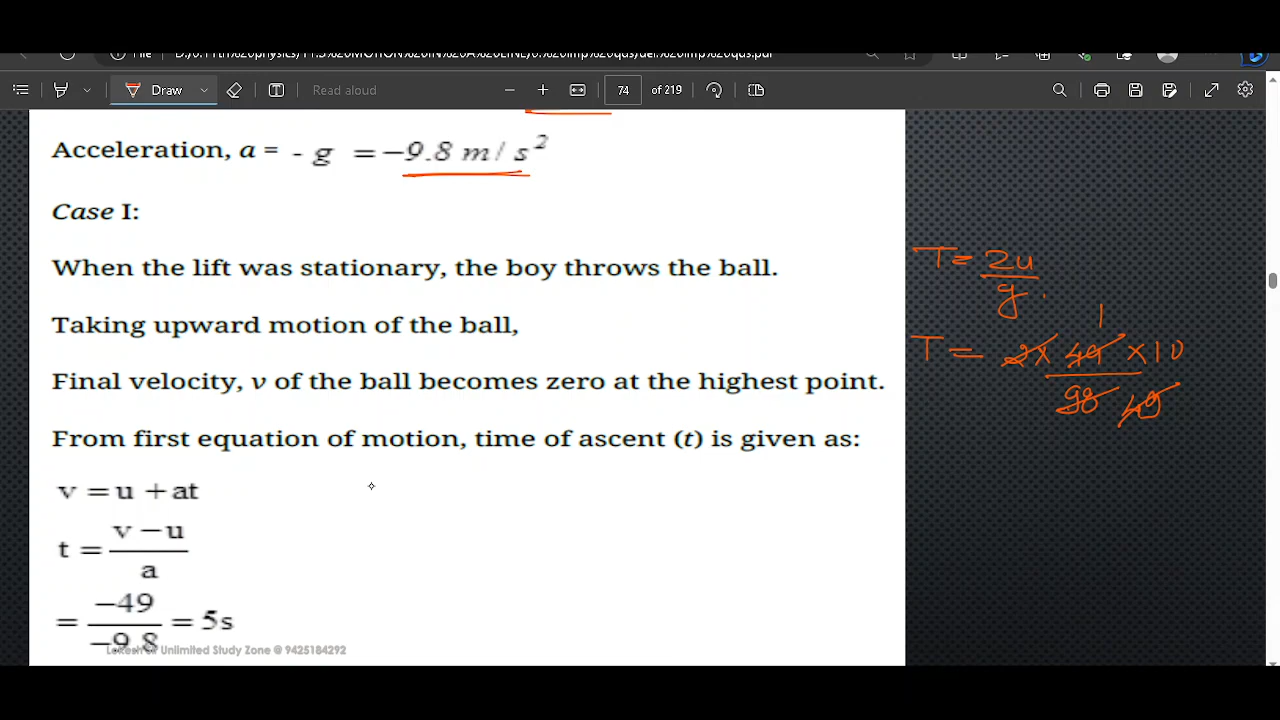 Draw
Read aloud
74 of 219
Acceleration, a = - g = −9.8 m/ s²
Case I:
When the lift was stationary, the boy throws the ball.
Taking upward motion of the ball,
Final velocity, v of the ball becomes zero at the highest point.
From first equation of motion, time of ascent (t) is given as:
v = u + at
t = v − u / a
= −49 / −9.8 = 5s
Unlimited Study Zone @ 9425184292
T = 2u / g
1
T = 2 x 49 x 10 / 98 49